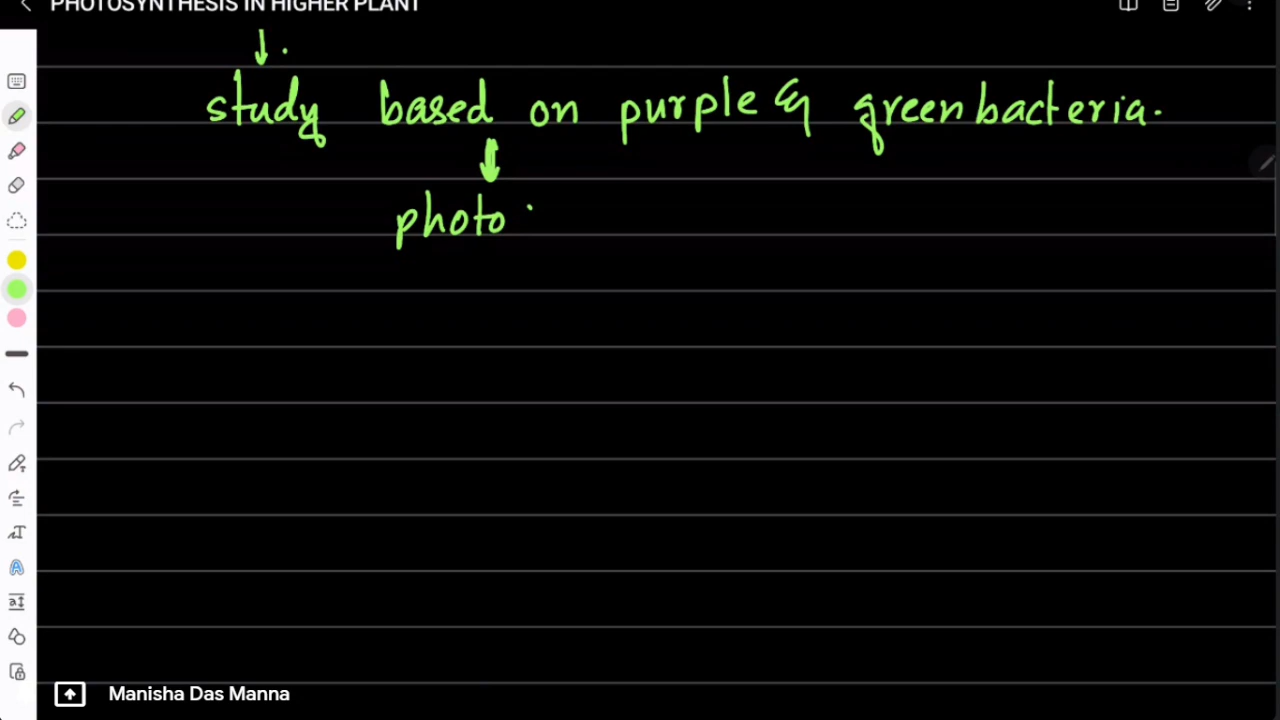 PHOTOSYNTHESIS IN HIGHER PLANT
study based on purple & green bacteria.
photo
Manisha Das Manna